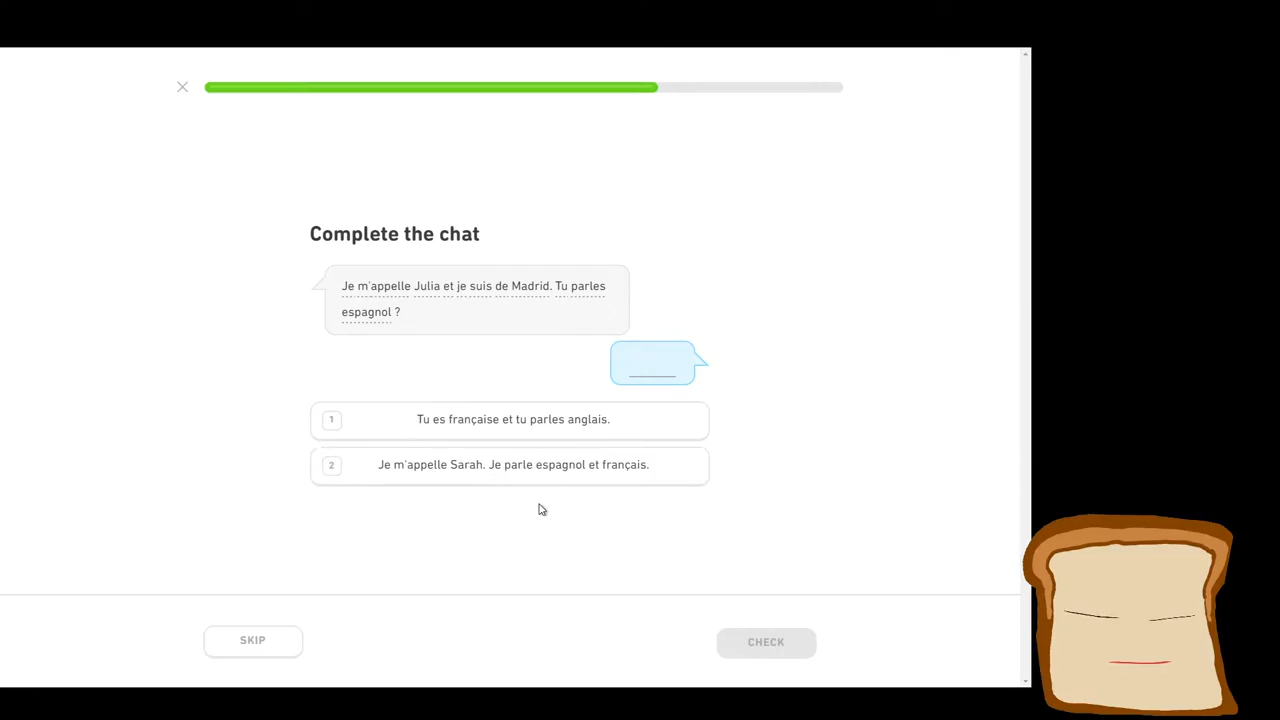 Complete the chat
Je m'appelle Julia et je suis de Madrid. Tu parles
espagnol ?
1 Tu es française et tu parles anglais.
2 Je m'appelle Sarah. Je parle espagnol et français.
SKIP
CHECK